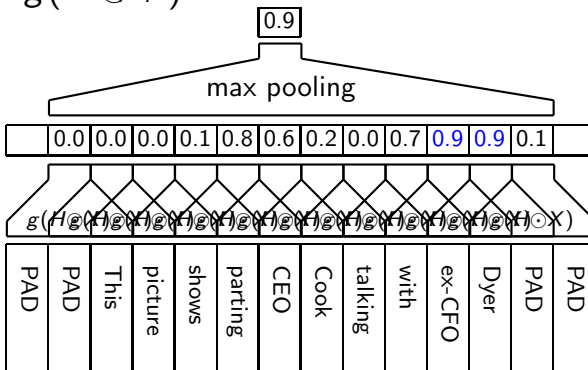 0.9
max pooling
0.0 0.0 0.0 0.1 0.8 0.6 0.2 0.0 0.7 0.9 0.9 0.1
PAD PAD This picture shows parting CEO Cook talking with ex-CFO Dyer PAD PAD